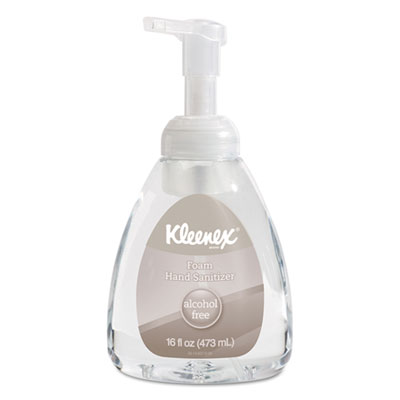 Kleenex®
Foam
Hand Sanitizer
alcohol
free
16 fl oz (473 mL)